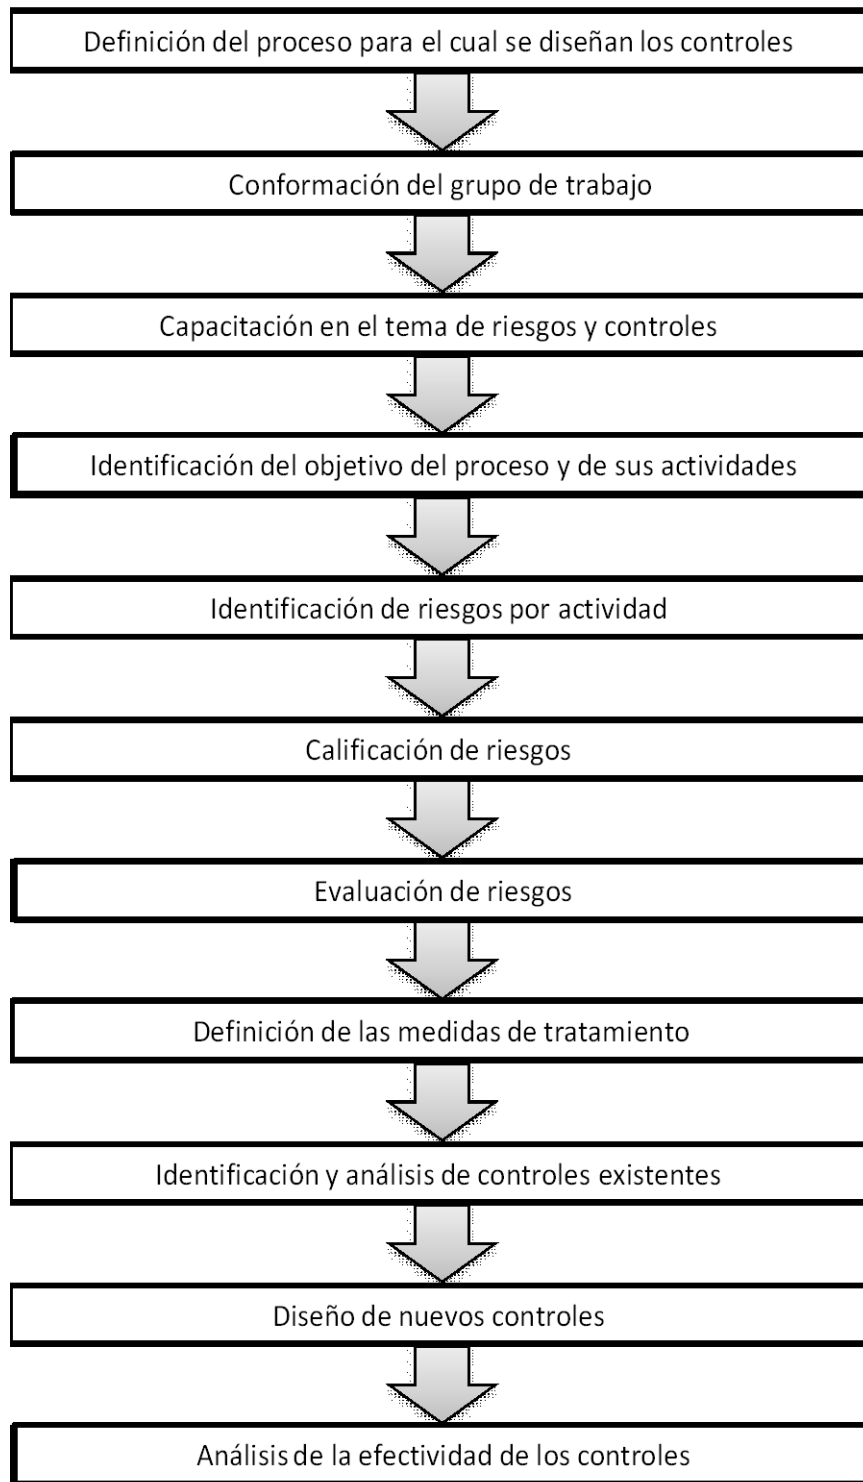 Definición del proceso para el cual se diseñan los controles
Conformación del grupo de trabajo
Capacitación en el tema de riesgos y controles
Identificación del objetivo del proceso y de sus actividades
Identificación de riesgos por actividad
Calificación de riesgos
Evaluación de riesgos
Definición de las medidas de tratamiento
Identificación y análisis de controles existentes
Diseño de nuevos controles
Análisis de la efectividad de los controles